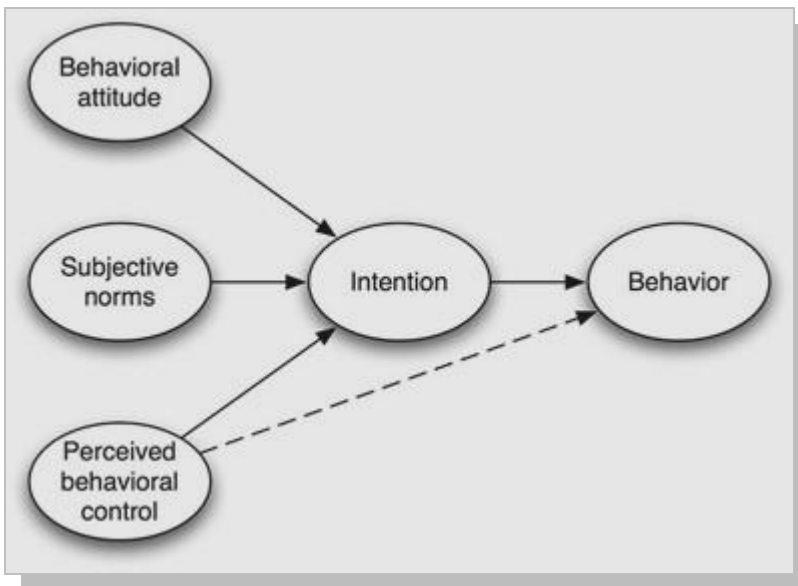 Behavioral
attitude
Subjective
norms
Intention
Behavior
Perceived
behavioral
control